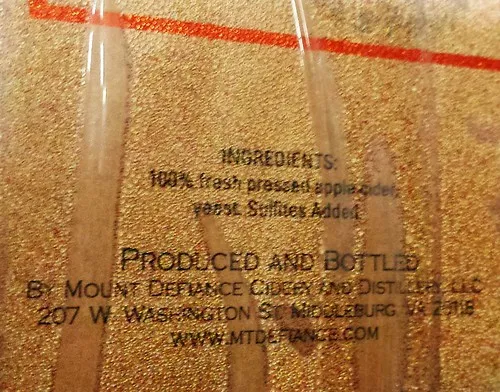 INGREDIENTS:
100% fresh pressed apple cider,
yeast. Sulfites Added.
PRODUCED AND BOTTLED
BY MOUNT DEFIANCE CIDERY AND DISTILLERY, LLC
207 W. WASHINGTON ST. MIDDLEBURG VA
WWW.MTDEFIANCE.COM